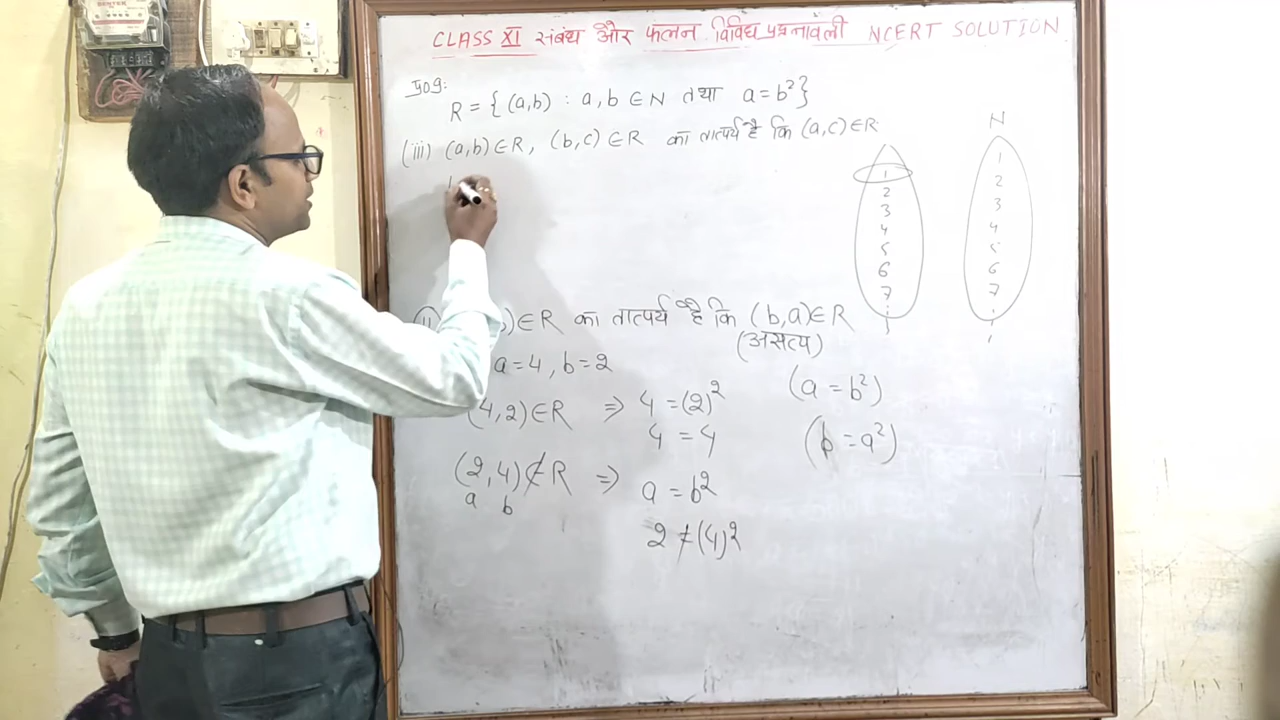 CLASS XI संबंध और फलन विविध प्रश्नावली NCERT SOLUTION
प्र०9:
R = { (a,b) : a,b ∈ N तथा a = b² }
(iii) (a,b) ∈ R, (b,c) ∈ R का तात्पर्य है कि (a,c) ∈ R
N
1 1
2 2
3 3
4 4
5 5
6 6
7 7
) ∈ R का तात्पर्य है कि (b,a) ∈ R
(असत्य)
a = 4, b = 2
(4,2) ∈ R ⇒ 4 = (2)² (a = b²)
4 = 4 (b = a²)
(2,4) ∉ R ⇒ a = b²
a b
2 ≠ (4)²